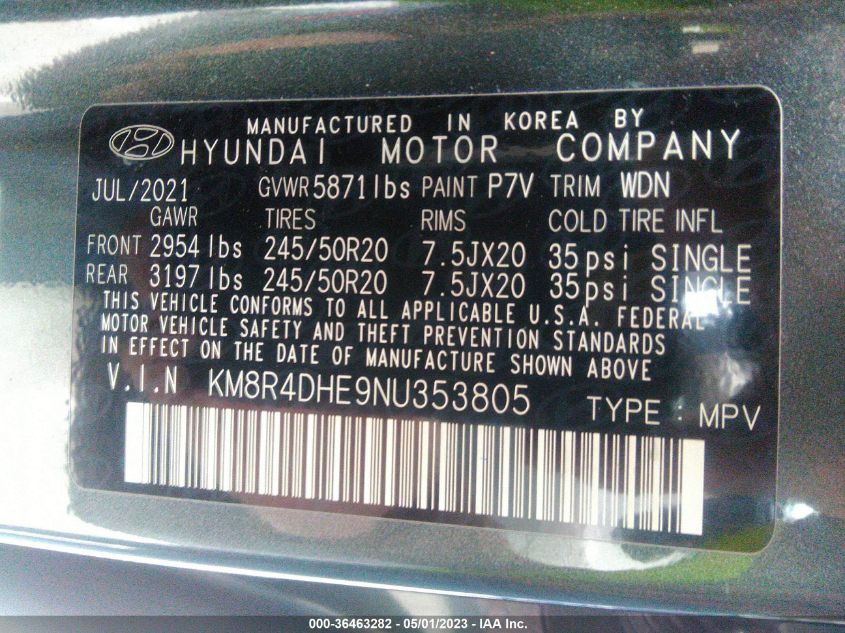 MANUFACTURED IN KOREA BY
HYUNDAI MOTOR COMPANY
JUL/2021 GVWR 5871 lbs PAINT P7V TRIM WDN
GAWR TIRES RIMS COLD TIRE INFL
FRONT 2954 lbs 245/50R20 7.5JX20 35psi SINGLE
REAR 3197 lbs 245/50R20 7.5JX20 35psi SINGLE
THIS VEHICLE CONFORMS TO ALL APPLICABLE U.S.A. FEDERAL
MOTOR VEHICLE SAFETY AND THEFT PREVENTION STANDARDS
IN EFFECT ON THE DATE OF MANUFACTURE SHOWN ABOVE
V.I.N KM8R4DHE9NU353805 TYPE : MPV
000-36463282 - 05/01/2023 - IAA Inc.